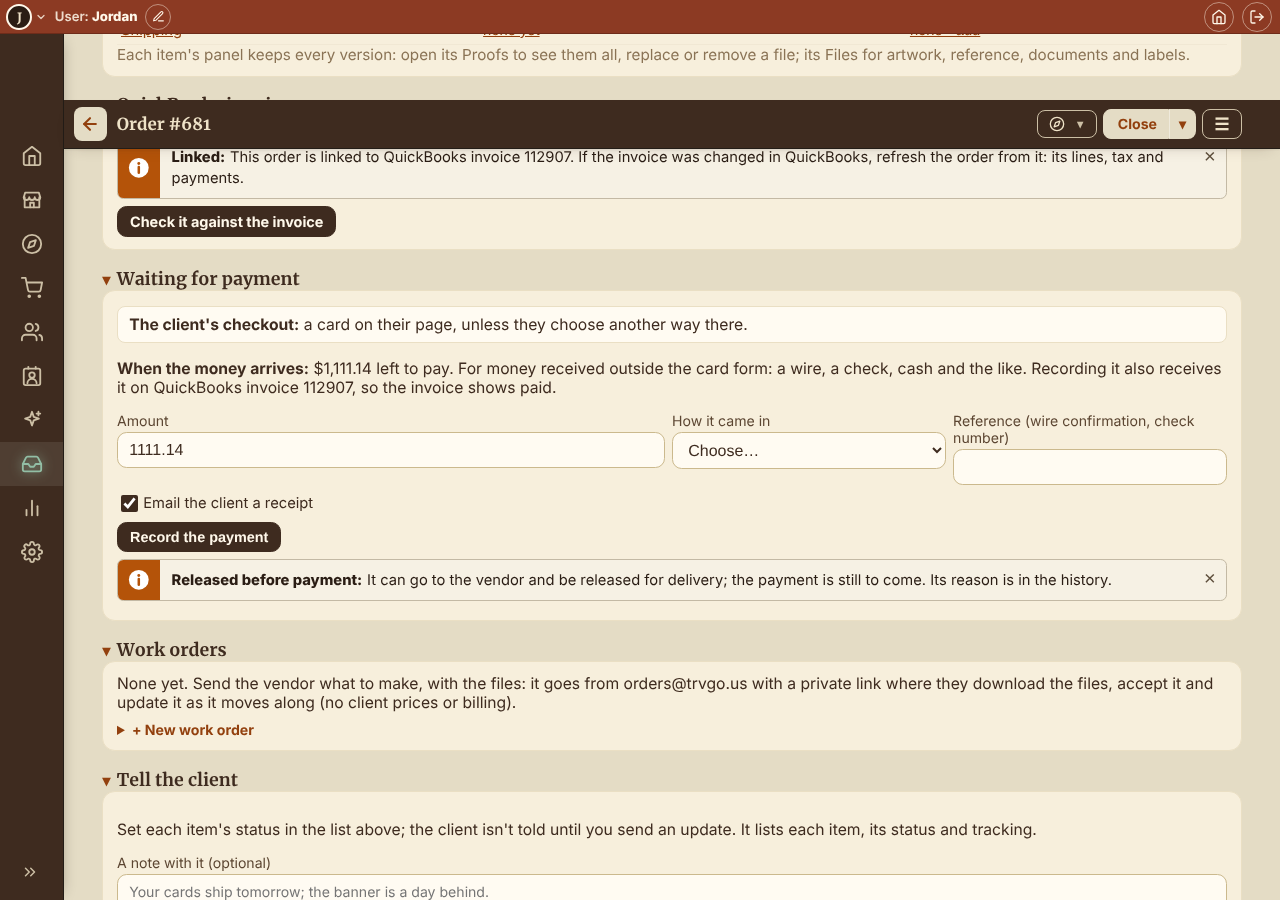 J
User: Jordan
Each item's panel keeps every version: open its Proofs to see them all, replace or remove a file; its Files for artwork, reference, documents and labels.
Order #681
Close
Linked: This order is linked to QuickBooks invoice 112907. If the invoice was changed in QuickBooks, refresh the order from it: its lines, tax and
payments.
Check it against the invoice
Waiting for payment
The client's checkout: a card on their page, unless they choose another way there.
When the money arrives: $1,111.14 left to pay. For money received outside the card form: a wire, a check, cash and the like. Recording it also receives
it on QuickBooks invoice 112907, so the invoice shows paid.
Amount
How it came in
Reference (wire confirmation, check
number)
1111.14
Choose...
Email the client a receipt
Record the payment
Released before payment: It can go to the vendor and be released for delivery; the payment is still to come. Its reason is in the history.
Work orders
None yet. Send the vendor what to make, with the files: it goes from orders@trvgo.us with a private link where they download the files, accept it and
update it as it moves along (no client prices or billing).
+ New work order
Tell the client
Set each item's status in the list above; the client isn't told until you send an update. It lists each item, its status and tracking.
A note with it (optional)
Your cards ship tomorrow; the banner is a day behind.